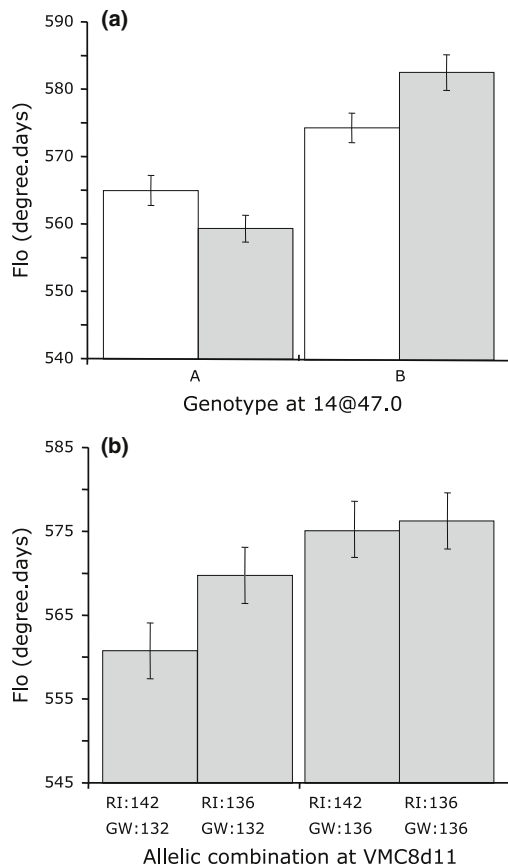 (a)
590
580
570
560
550
540
Flo (degree.days)
A
B
Genotype at 14@47.0
(b)
585
575
565
555
545
Flo (degree.days)
RI:142 RI:136 RI:142 RI:136
GW:132 GW:132 GW:136 GW:136
Allelic combination at VMC8d11